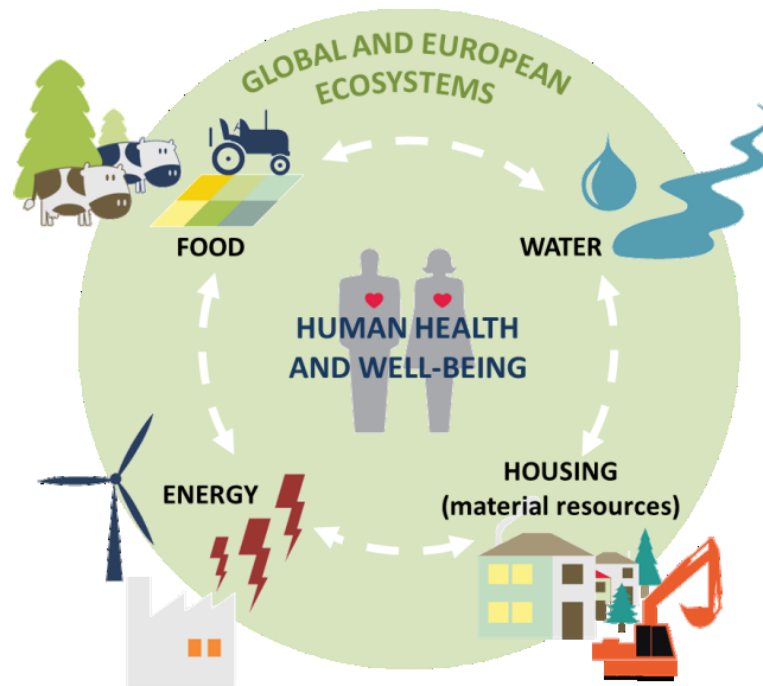 GLOBAL AND EUROPEAN
ECOSYSTEMS
FOOD
WATER
HUMAN HEALTH
AND WELL-BEING
ENERGY
HOUSING
(material resources)